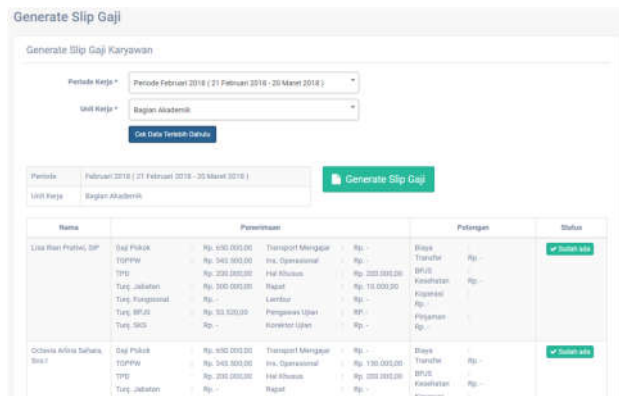 Generate Slip Gaji
Generate Slip Gaji Karyawan
Periode Kerja * Periode Februari 2018 ( 21 Februari 2018 - 20 Maret 2018 )
Unit Kerja * Bagian Akademik
Cek Data Terlebih Dahulu
Periode Februari 2018 ( 21 Februari 2018 - 20 Maret 2018 )
Unit Kerja Bagian Akademik
Generate Slip Gaji
Nama Penerimaan Potongan Status
Pratiwi, SIP Gaji Pokok : Rp. 650.000,00 Transport Mengajar : Rp. - Biaya Sudah ada
TOPPW : Rp. 345.500,00 Ins. Operasional : Rp. - Transfer : Rp. -
TPD : Rp. 200.000,00 Hal Khusus : Rp. 200.000,00 BPJS
Tunj. Jabatan : Rp. 500.000,00 Rapat : Rp. 10.000,00 Kesehatan : Rp. -
Tunj. Fungsional : Rp. - Lembur : Rp. - Koperasi :
Tunj. BPJS : Rp. 53.520,00 Pengawas Ujian : Rp. - Rp. -
Tunj. SKS : Rp. - Korektor Ujian : Rp. - Pinjaman :
Rp. -
Octavia Arlina Sahara, Gaji Pokok : Rp. 650.000,00 Transport Mengajar : Rp. - Biaya Sudah ada
TOPPW : Rp. 345.500,00 Ins. Operasional : Rp. 150.000,00 Transfer : Rp. -
TPD : Rp. 200.000,00 Hal Khusus : Rp. 200.000,00 BPJS
Tunj. Jabatan : Rp. 500.000,00 Rapat : Rp. - Kesehatan : Rp. -